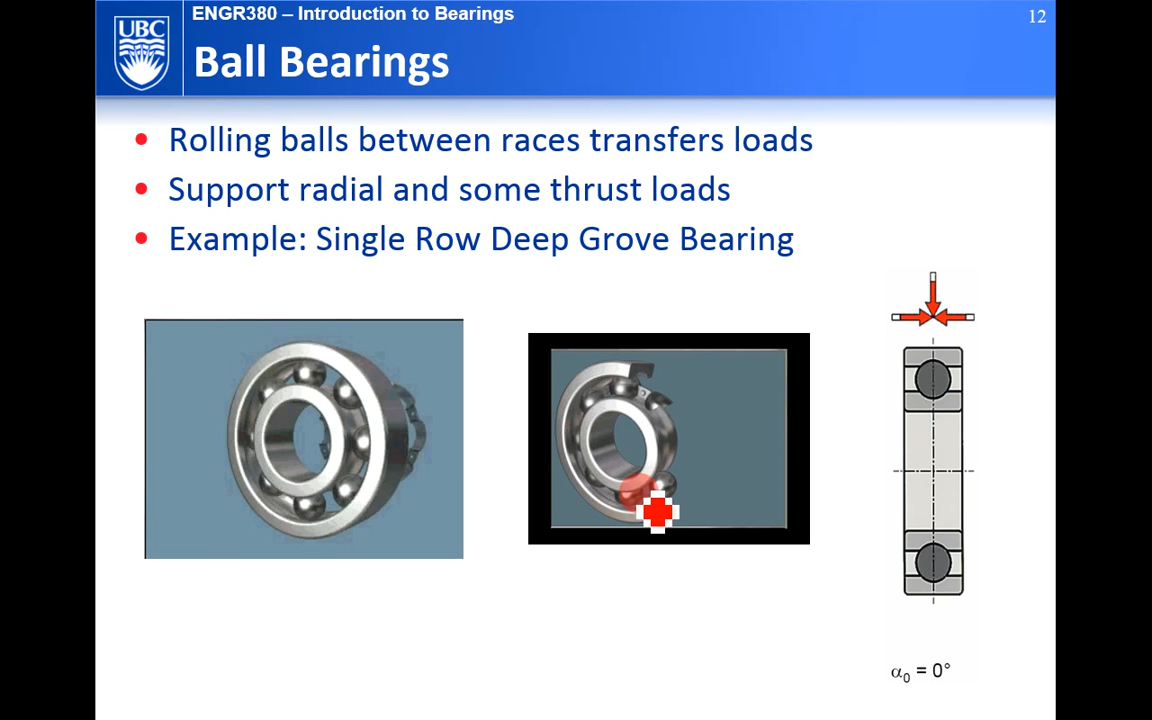 ENGR380 – Introduction to Bearings
12
UBC
Ball Bearings
• Rolling balls between races transfers loads
• Support radial and some thrust loads
• Example: Single Row Deep Grove Bearing
α₀ = 0°